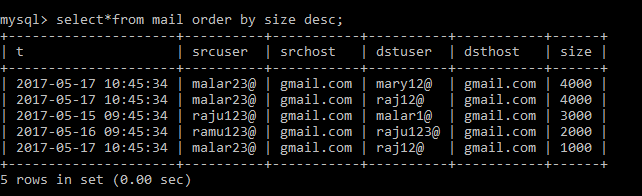 mysql> select*from mail order by size desc;
+---------------------+----------+-----------+----------+-----------+------+
| t                   | srcuser  | srchost   | dstuser  | dsthost   | size |
+---------------------+----------+-----------+----------+-----------+------+
| 2017-05-17 10:45:34 | malar23@ | gmail.com | mary12@  | gmail.com | 4000 |
| 2017-05-17 10:45:34 | malar23@ | gmail.com | raj12@   | gmail.com | 4000 |
| 2017-05-15 09:45:34 | raju123@ | gmail.com | malar1@  | gmail.com | 3000 |
| 2017-05-16 09:45:34 | ramu123@ | gmail.com | raju123@ | gmail.com | 2000 |
| 2017-05-17 10:45:34 | malar23@ | gmail.com | raj12@   | gmail.com | 1000 |
+---------------------+----------+-----------+----------+-----------+------+
5 rows in set (0.00 sec)